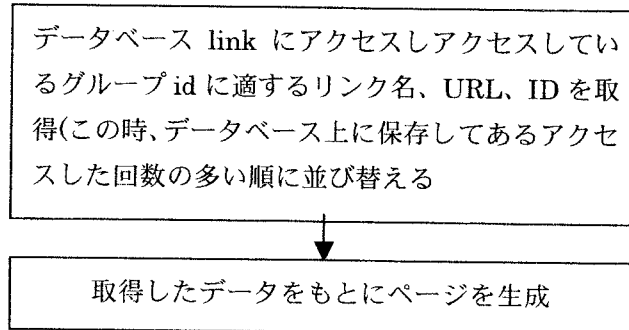 データベース link にアクセスしアクセスしてい
るグループ id に適するリンク名、URL、ID を取
得(この時、データベース上に保存してあるアクセ
スした回数の多い順に並び替える
取得したデータをもとにページを生成